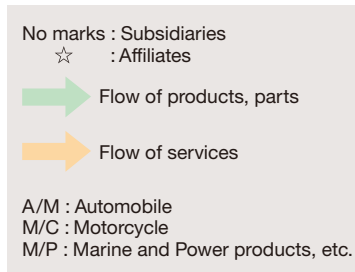 No marks : Subsidiaries
☆ : Affiliates
Flow of products, parts
Flow of services
A/M : Automobile
M/C : Motorcycle
M/P : Marine and Power products, etc.